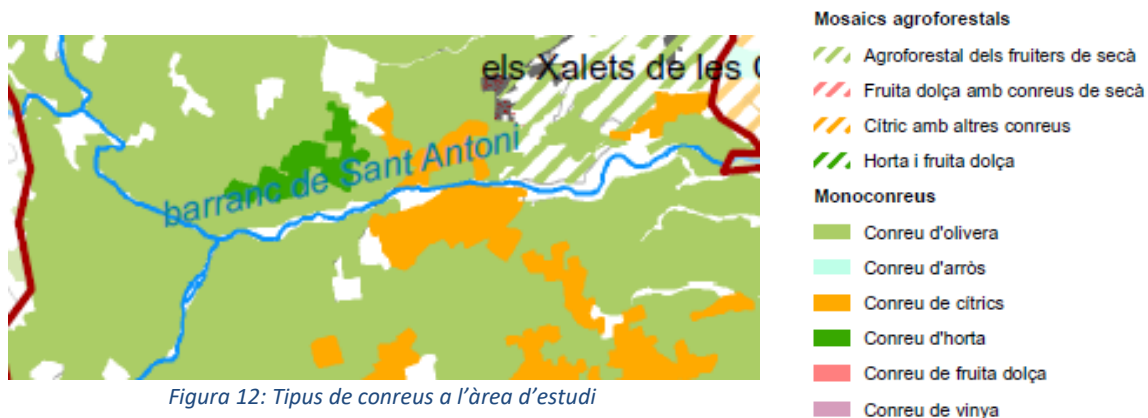 els Xalets de les
barranc de Sant Antoni
Figura 12: Tipus de conreus a l'àrea d'estudi
Mosaics agroforestals
Agroforestal dels fruiters de secà
Fruita dolça amb conreus de secà
Cítric amb altres conreus
Horta i fruita dolça
Monoconreus
Conreu d'olivera
Conreu d'arròs
Conreu de cítrics
Conreu d'horta
Conreu de fruita dolça
Conreu de vinya